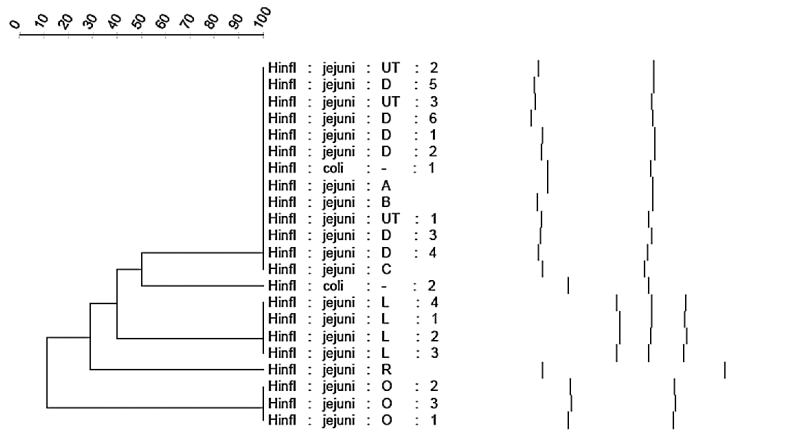 0 10 20 30 40 50 60 70 80 90 100
Hinfl : jejuni : UT : 2
Hinfl : jejuni : D : 5
Hinfl : jejuni : UT : 3
Hinfl : jejuni : D : 6
Hinfl : jejuni : D : 1
Hinfl : jejuni : D : 2
Hinfl : coli : - : 1
Hinfl : jejuni : A
Hinfl : jejuni : B
Hinfl : jejuni : UT : 1
Hinfl : jejuni : D : 3
Hinfl : jejuni : D : 4
Hinfl : jejuni : C
Hinfl : coli : - : 2
Hinfl : jejuni : L : 4
Hinfl : jejuni : L : 1
Hinfl : jejuni : L : 2
Hinfl : jejuni : L : 3
Hinfl : jejuni : R
Hinfl : jejuni : O : 2
Hinfl : jejuni : O : 3
Hinfl : jejuni : O : 1